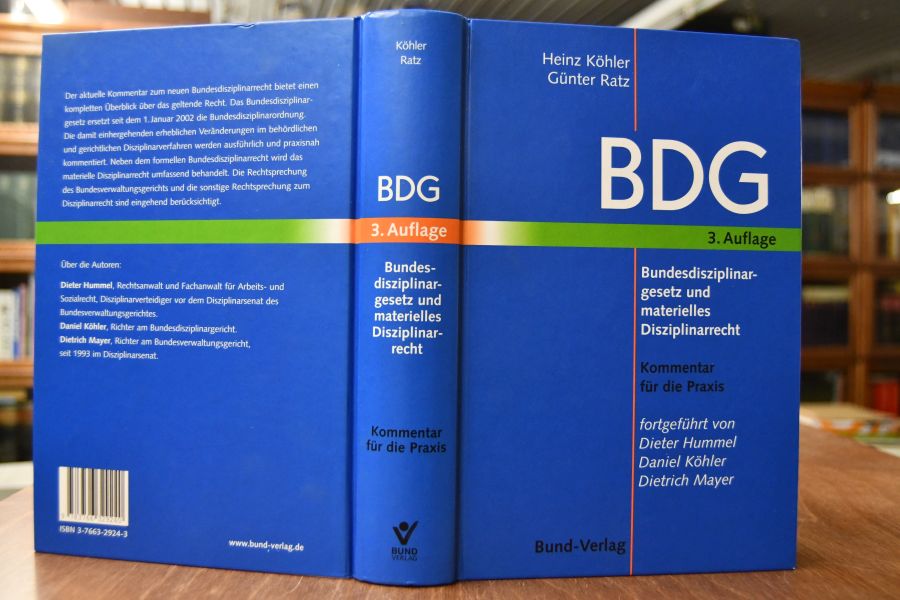 Der aktuelle Kommentar zum neuen Bundesdisziplinarrecht bietet einen
kompletten Überblick über das geltende Recht. Das Bundesdisziplinar-
gesetz ersetzt seit dem 1. Januar 2002 die Bundesdisziplinarordnung.
Die damit einhergehenden erheblichen Veränderungen im behördlichen
und gerichtlichen Disziplinarverfahren werden ausführlich und praxisnah
kommentiert. Neben dem formellen Bundesdisziplinarrecht wird das
materielle Disziplinarrecht umfassend behandelt. Die Rechtsprechung
des Bundesverwaltungsgerichts und die sonstige Rechtsprechung zum
Disziplinarrecht sind eingehend berücksichtigt.
Über die Autoren:
Dieter Hummel, Rechtsanwalt und Fachanwalt für Arbeits- und
Sozialrecht, Disziplinarverteidiger vor dem Disziplinarsenat des
Bundesverwaltungsgerichtes.
Daniel Köhler, Richter am Bundesdisziplinargericht.
Dietrich Mayer, Richter am Bundesverwaltungsgericht,
seit 1993 im Disziplinarsenat.
ISBN 3-7663-2924-3
www.bund-verlag.de
Köhler
Ratz
BDG
3. Auflage
Bundes-
disziplinar-
gesetz und
materielles
Disziplinar-
recht
Kommentar
für die Praxis
BUND
VERLAG
Heinz Köhler
Günter Ratz
BDG
3. Auflage
Bundesdisziplinar-
gesetz und
materielles
Disziplinarrecht
Kommentar
für die Praxis
fortgeführt von
Dieter Hummel
Daniel Köhler
Dietrich Mayer
Bund-Verlag